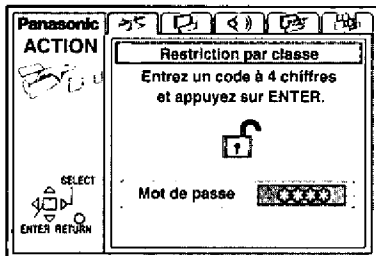 Panasonic
ACTION
Restriction par classe
Entrez un code à 4 chiffres
et appuyez sur ENTER.
Mot de passe
SELECT
ENTER RETURN